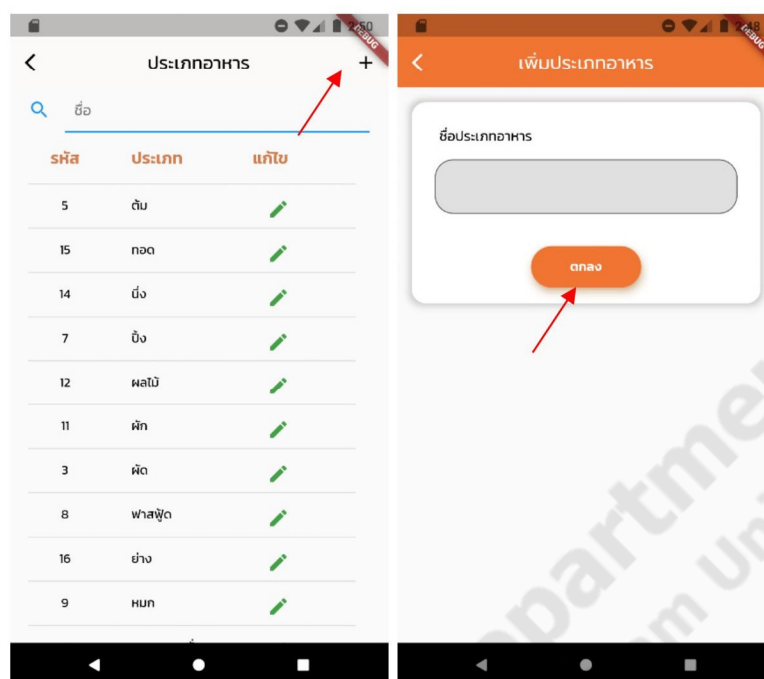 2:50
DEBUG
ประเภทอาหาร
+
ชื่อ
รหัส ประเภท แก้ไข
5 ต้ม
15 ทอด
14 นึ่ง
7 ปิ้ง
12 ผลไม้
11 ผัก
3 ผัด
8 ฟาสฟู้ด
16 ย่าง
9 หมก
2:48
DEBUG
เพิ่มประเภทอาหาร
ชื่อประเภทอาหาร
ตกลง